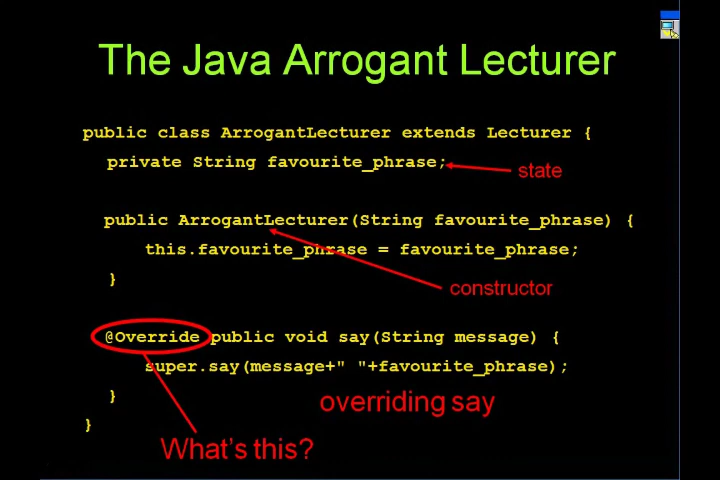 The Java Arrogant Lecturer
public class ArrogantLecturer extends Lecturer {
private String favourite_phrase;
state
public ArrogantLecturer(String favourite_phrase) {
this.favourite_phrase = favourite_phrase;
}
constructor
@Override public void say(String message) {
super.say(message+" "+favourite_phrase);
}
overriding say
}
What's this?